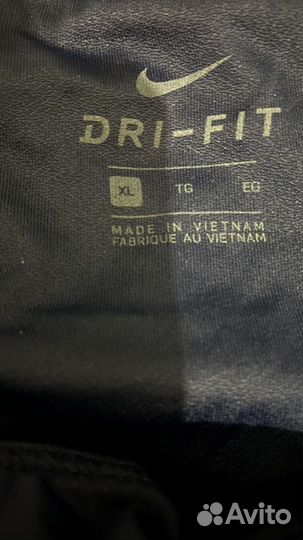 DRI-FIT
XL TG EG
MADE IN VIETNAM
FABRIQUE AU VIETNAM
Avito